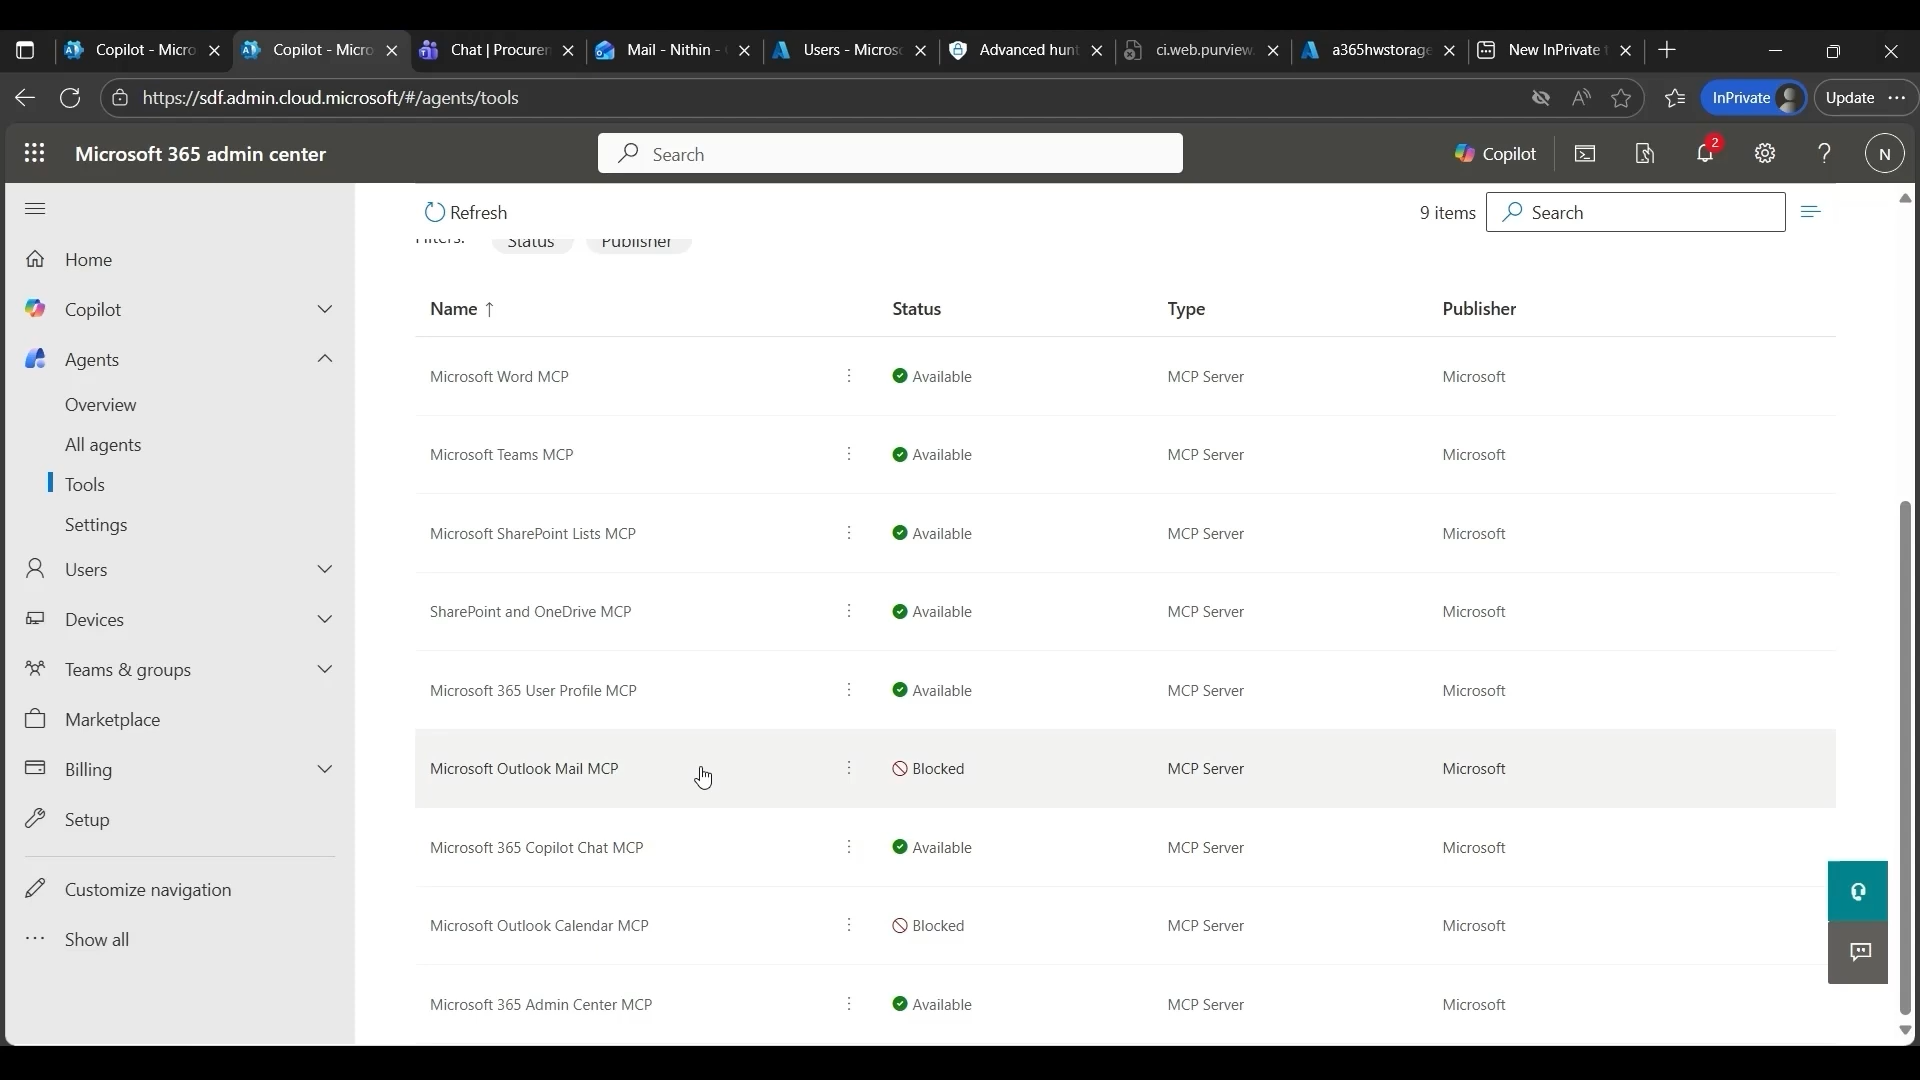 Copilot - Micro
Copilot - Micro
Chat | Procurem
Mail - Nithin -
Users - Microso
Advanced hunt
ci.web.purview.
a365hwstorage
New InPrivate t
https://sdf.admin.cloud.microsoft/#/agents/tools
InPrivate
Update
Microsoft 365 admin center
Search
Copilot
2
N
Home
Copilot
Agents
Overview
All agents
Tools
Settings
Users
Devices
Teams & groups
Marketplace
Billing
Setup
Customize navigation
Show all
Refresh
9 items
Search
Filters:
Status
Publisher
Name ↑ Status Type Publisher
Microsoft Word MCP Available MCP Server Microsoft
Microsoft Teams MCP Available MCP Server Microsoft
Microsoft SharePoint Lists MCP Available MCP Server Microsoft
SharePoint and OneDrive MCP Available MCP Server Microsoft
Microsoft 365 User Profile MCP Available MCP Server Microsoft
Microsoft Outlook Mail MCP Blocked MCP Server Microsoft
Microsoft 365 Copilot Chat MCP Available MCP Server Microsoft
Microsoft Outlook Calendar MCP Blocked MCP Server Microsoft
Microsoft 365 Admin Center MCP Available MCP Server Microsoft